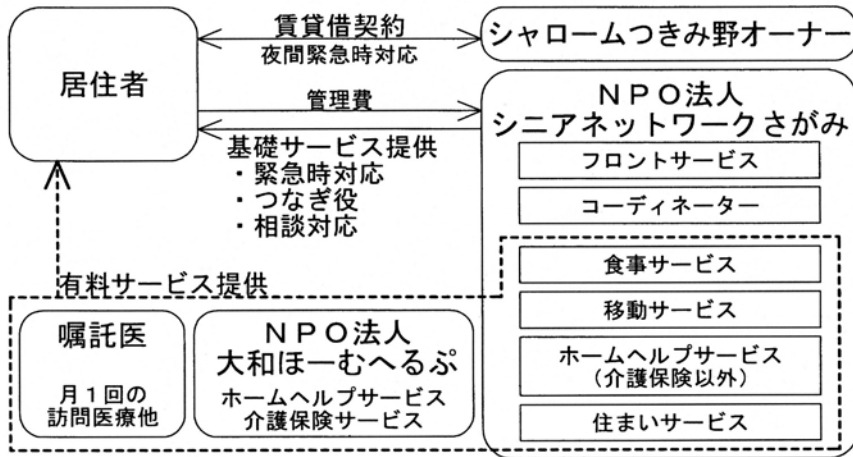 賃貸借契約
夜間緊急時対応
シャロームつきみ野オーナー
居住者
管理費
基礎サービス提供
・緊急時対応
・つなぎ役
・相談対応
NPO法人
シニアネットワークさがみ
フロントサービス
コーディネーター
食事サービス
移動サービス
ホームヘルプサービス
(介護保険以外)
住まいサービス
有料サービス提供
嘱託医
月1回の
訪問医療他
NPO法人
大和ほーむへるぷ
ホームヘルプサービス
介護保険サービス